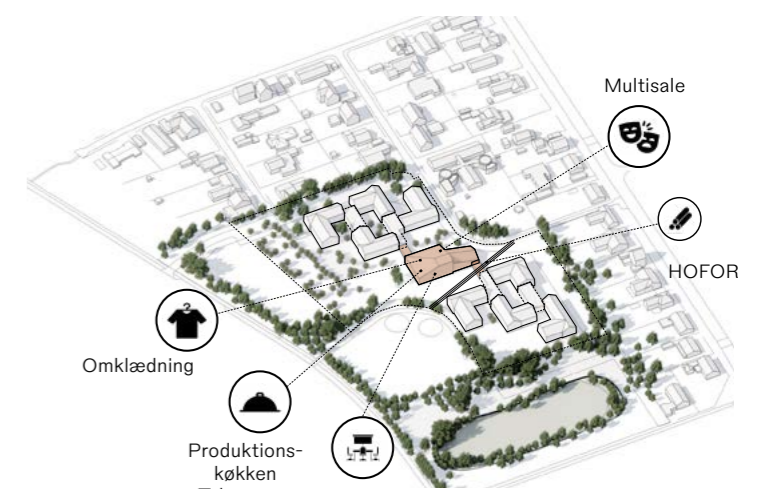 Multisale
HOFOR
Omklædning
Produktions-
køkken